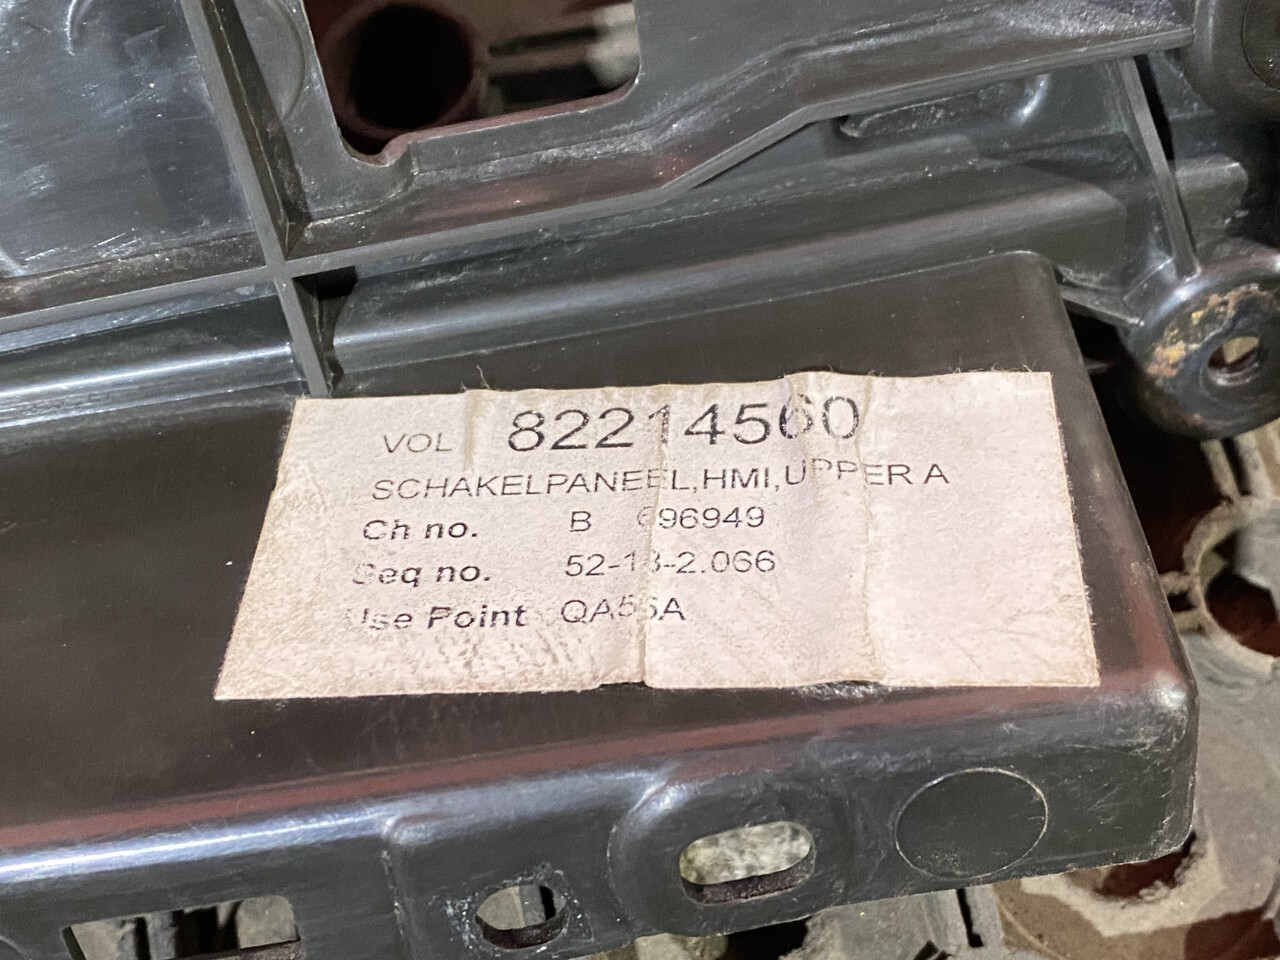 VOL 82214560
SCHAKELPANEEL,HMI,UPPER A
Ch no. B 696949
Seq no. 52-13-2.066
Use Point QA55A